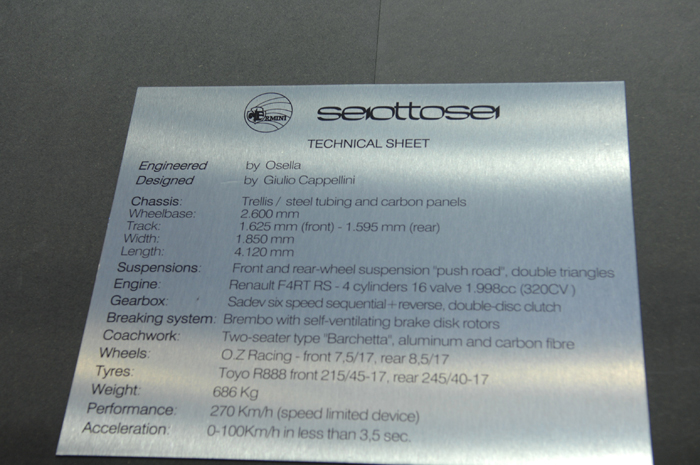 ERMINI seiottosei
TECHNICAL SHEET
Engineered by Osella
Designed by Giulio Cappellini
Chassis: Trellis / steel tubing and carbon panels
Wheelbase: 2.600 mm
Track: 1.625 mm (front) - 1.595 mm (rear)
Width: 1.850 mm
Length: 4.120 mm
Suspensions: Front and rear-wheel suspension "push road", double triangles
Engine: Renault F4RT RS - 4 cylinders 16 valve 1.998cc (320CV)
Gearbox: Sadev six speed sequential + reverse, double-disc clutch
Breaking system: Brembo with self-ventilating brake disk rotors
Coachwork: Two-seater type "Barchetta", aluminum and carbon fibre
Wheels: O.Z Racing - front 7,5/17, rear 8,5/17
Tyres: Toyo R888 front 215/45-17, rear 245/40-17
Weight: 686 Kg
Performance: 270 Km/h (speed limited device)
Acceleration: 0-100Km/h in less than 3,5 sec.